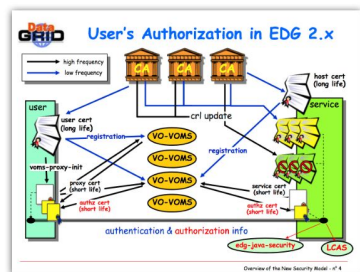 Data
GRID
User's Authorization in EDG 2.x
high frequency
low frequency
CA
CA
CA
host cert
(long life)
user
service
crl update
user cert
(long life)
registration
VO-VOMS
registration
voms-proxy-init
VO-VOMS
proxy cert
(short life)
VO-VOMS
service cert
(short life)
authz cert
(short life)
VO-VOMS
authz cert
(short life)
authentication & authorization info
edg-java-security
LCAS
Overview of the New Security Model - n° 4